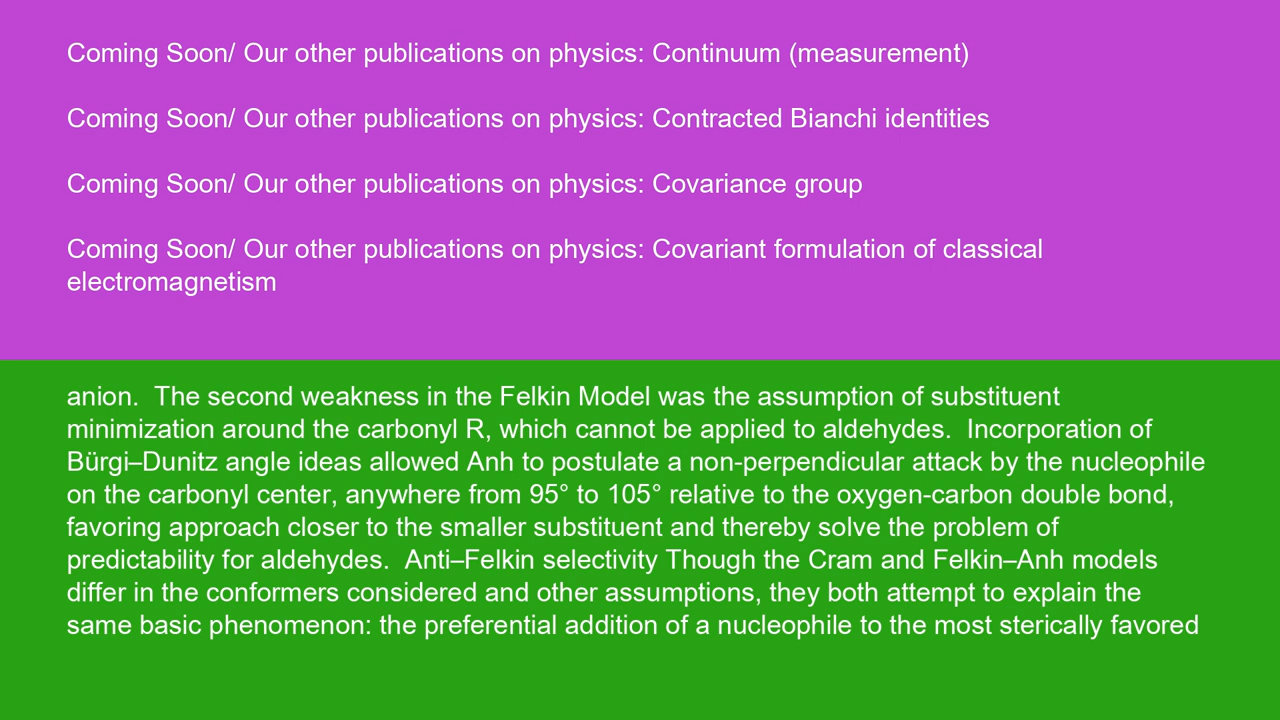 Coming Soon/ Our other publications on physics: Continuum (measurement)
Coming Soon/ Our other publications on physics: Contracted Bianchi identities
Coming Soon/ Our other publications on physics: Covariance group
Coming Soon/ Our other publications on physics: Covariant formulation of classical
electromagnetism
anion.  The second weakness in the Felkin Model was the assumption of substituent
minimization around the carbonyl R, which cannot be applied to aldehydes.  Incorporation of
Bürgi–Dunitz angle ideas allowed Anh to postulate a non-perpendicular attack by the nucleophile
on the carbonyl center, anywhere from 95° to 105° relative to the oxygen-carbon double bond,
favoring approach closer to the smaller substituent and thereby solve the problem of
predictability for aldehydes.  Anti–Felkin selectivity Though the Cram and Felkin–Anh models
differ in the conformers considered and other assumptions, they both attempt to explain the
same basic phenomenon: the preferential addition of a nucleophile to the most sterically favored